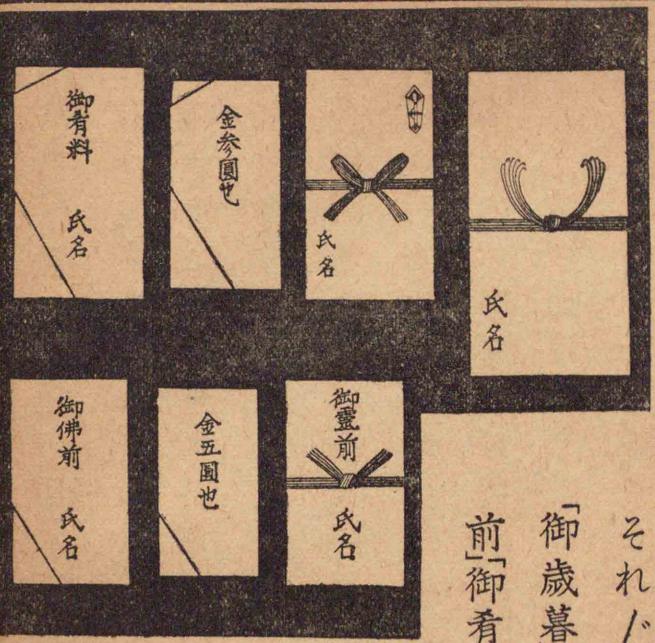 氏名
氏名
金参圓也
御肴料　氏名
御靈前　氏名
金五圓也
御佛前　氏名
それ〴
「御歳暮
前」「御肴